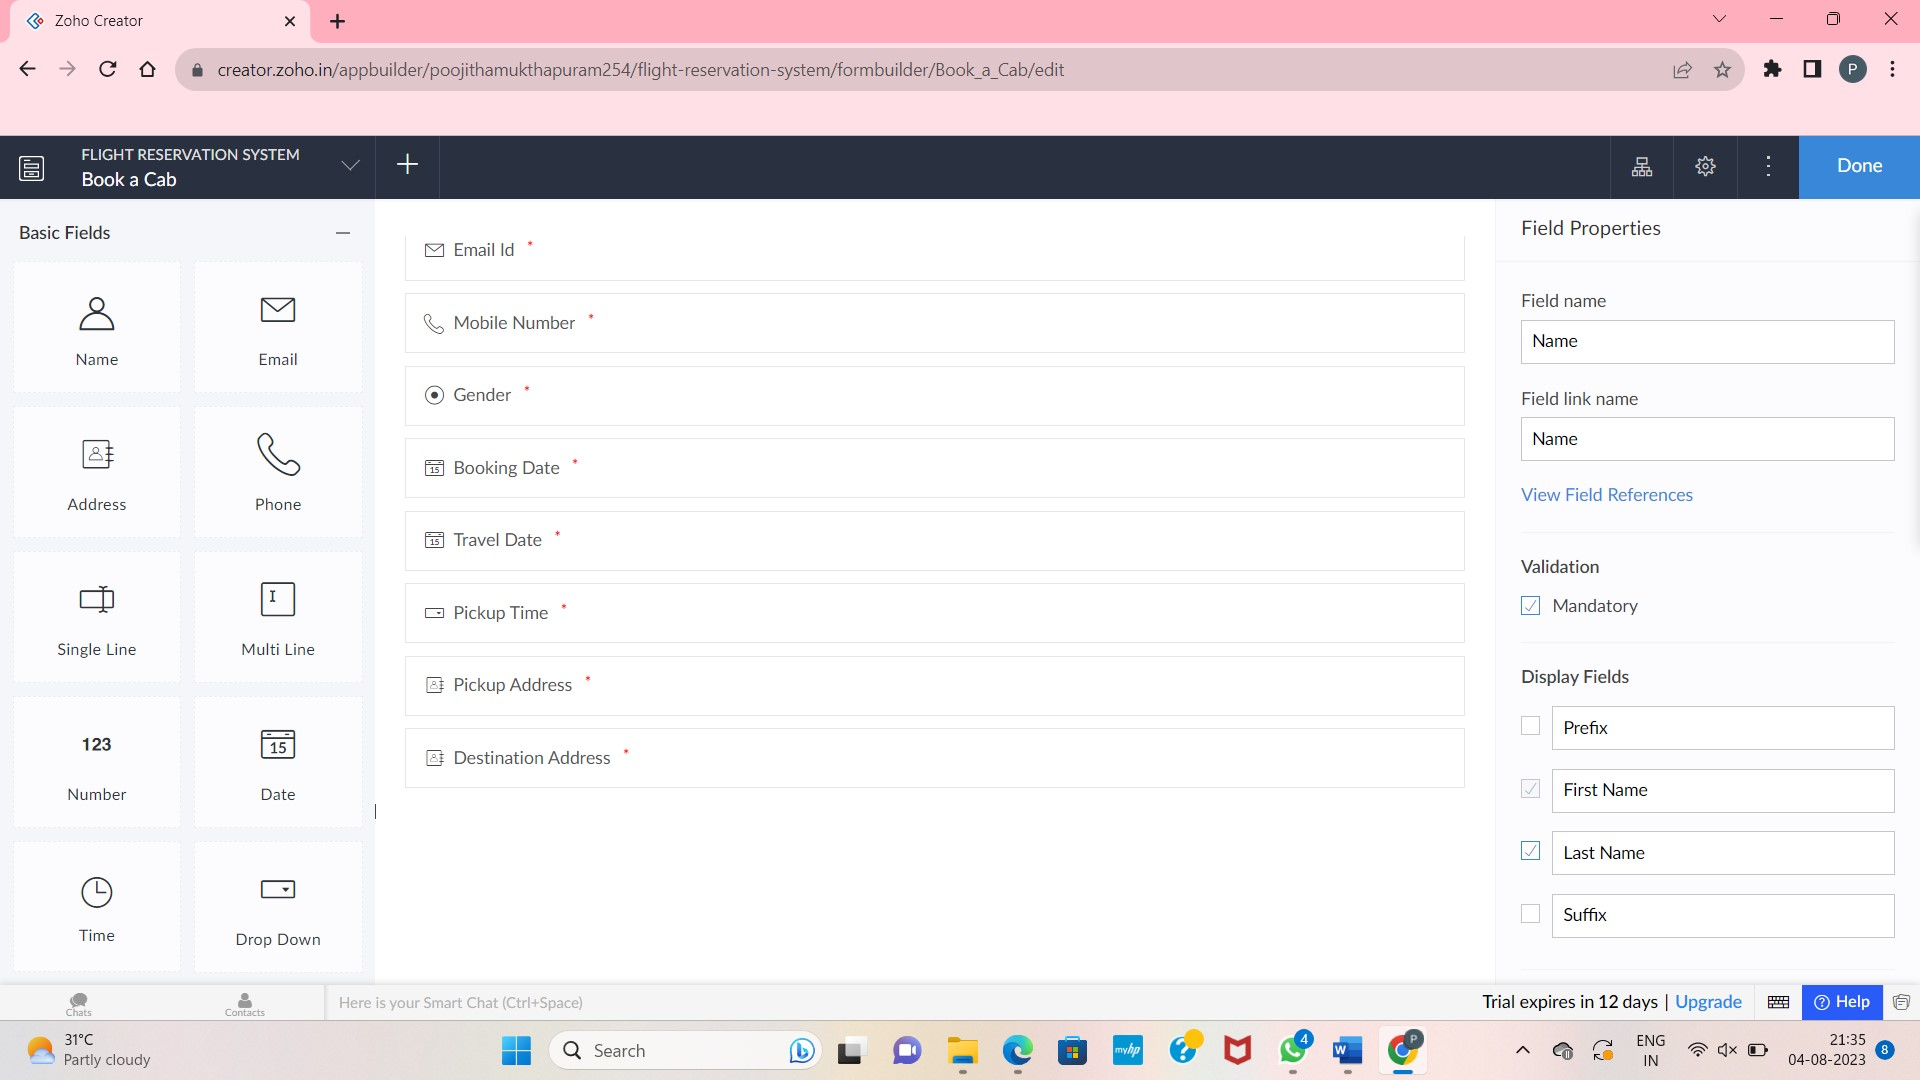 Zoho Creator
creator.zoho.in/appbuilder/poojithamukthapuram254/flight-reservation-system/formbuilder/Book_a_Cab/edit
P
FLIGHT RESERVATION SYSTEM
Book a Cab
Done
Basic Fields
Name
Email
Address
Phone
Single Line
Multi Line
123
Number
15
Date
Time
Drop Down
Email Id *
Mobile Number *
Gender *
15 Booking Date *
15 Travel Date *
Pickup Time *
Pickup Address *
Destination Address *
Field Properties
Field name
Name
Field link name
Name
View Field References
Validation
Mandatory
Display Fields
Prefix
First Name
Last Name
Suffix
Chats
Contacts
Here is your Smart Chat (Ctrl+Space)
Trial expires in 12 days | Upgrade
? Help
31°C
Partly cloudy
Search
myhp
4
W
P
ENG
IN
21:35
04-08-2023
8